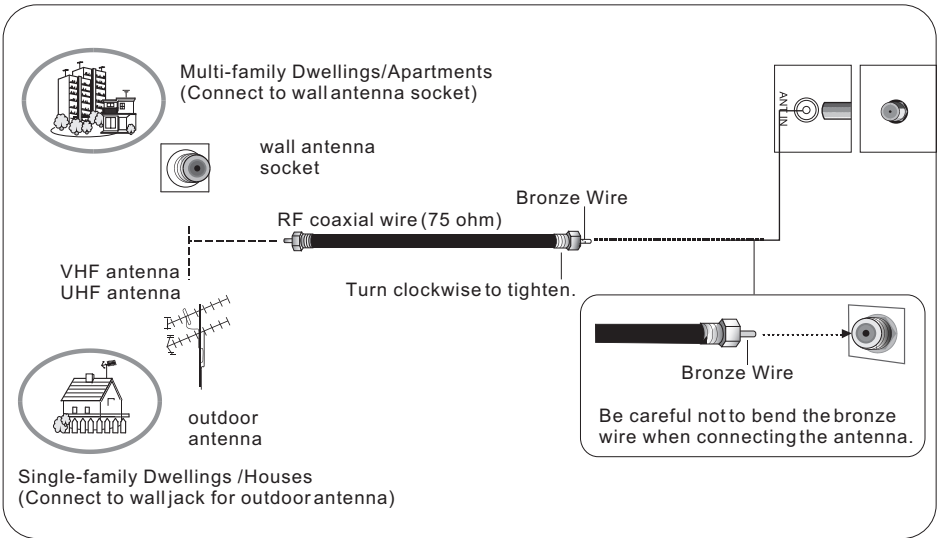 Multi-family Dwellings/Apartments
(Connect to wall antenna socket)
wall antenna
socket
ANT IN
Bronze Wire
RF coaxial wire (75 ohm)
VHF antenna
UHF antenna
Turn clockwise to tighten.
Bronze Wire
Be careful not to bend the bronze
wire when connecting the antenna.
outdoor
antenna
Single-family Dwellings /Houses
(Connect to wall jack for outdoor antenna)